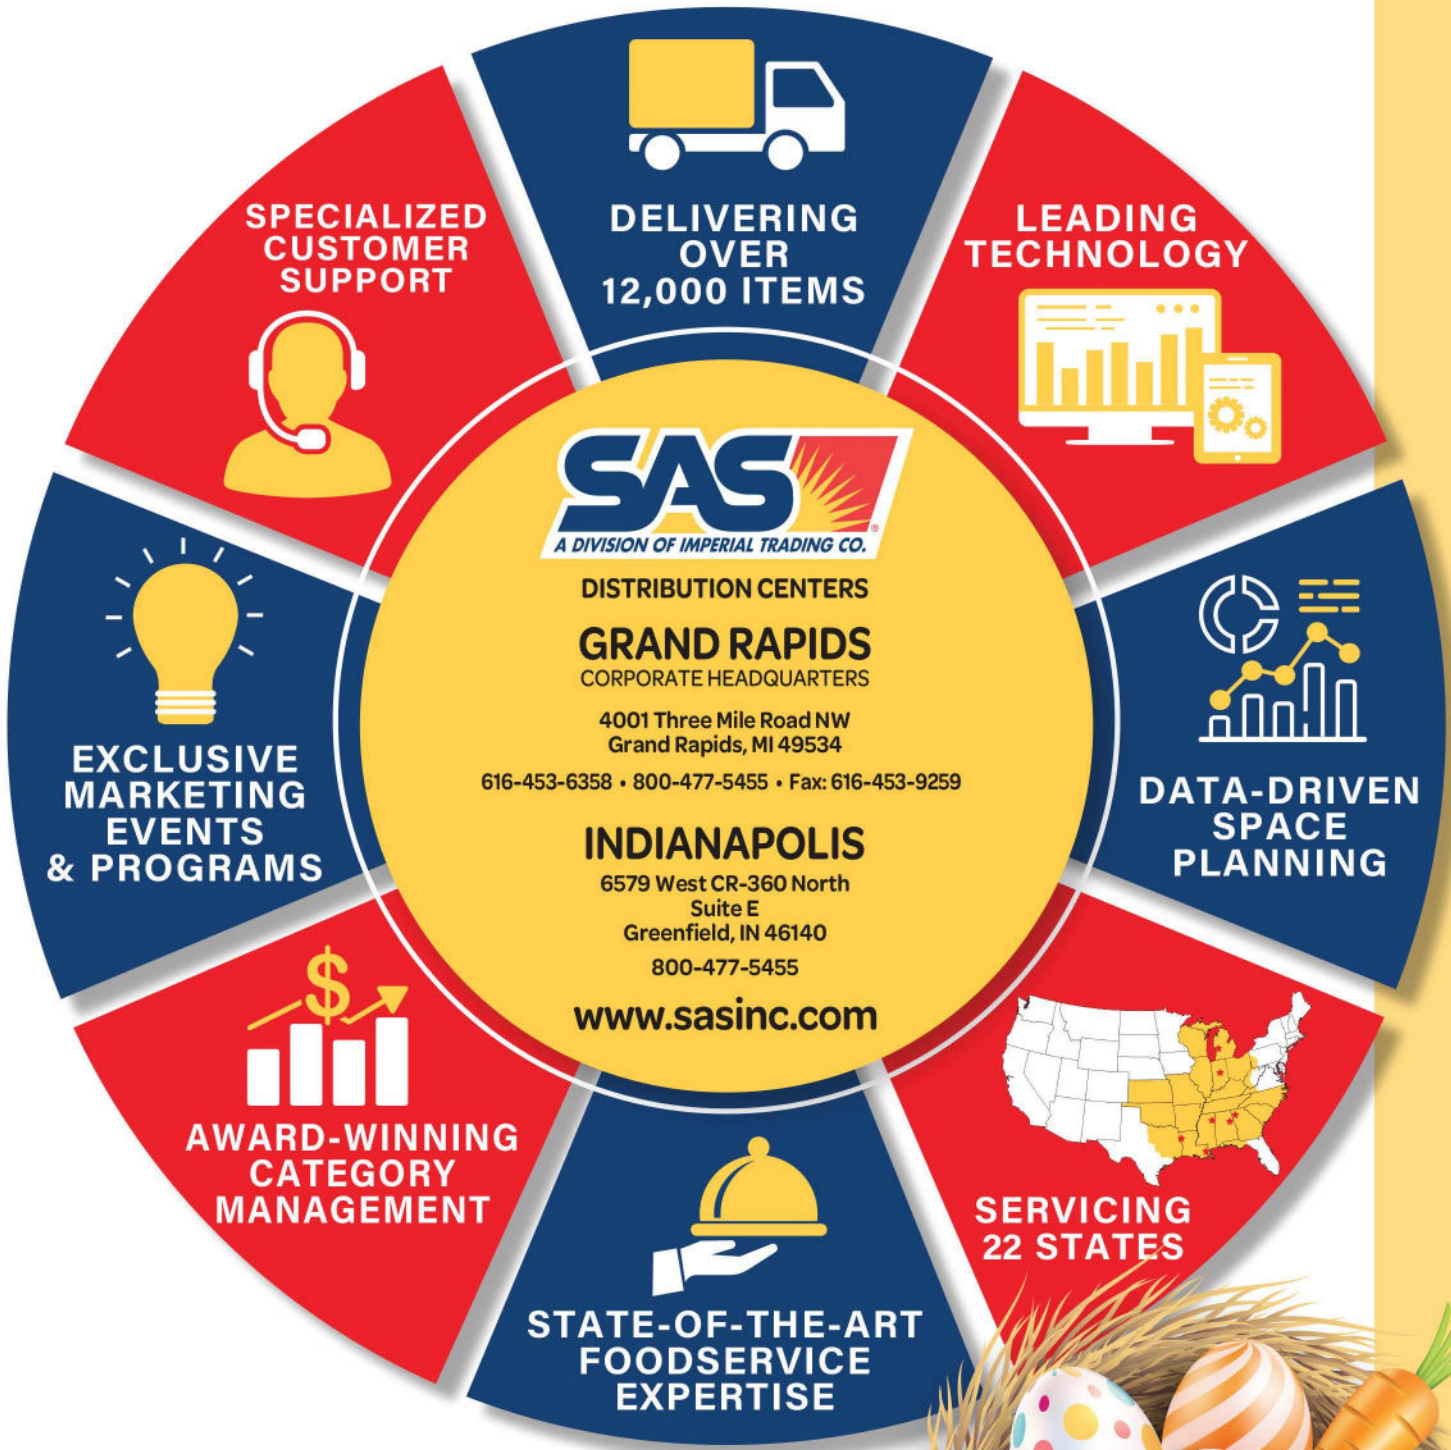 DELIVERING
OVER
12,000 ITEMS
LEADING
TECHNOLOGY
DATA-DRIVEN
SPACE
PLANNING
SERVICING
22 STATES
STATE-OF-THE-ART
FOODSERVICE
EXPERTISE
AWARD-WINNING
CATEGORY
MANAGEMENT
EXCLUSIVE
MARKETING
EVENTS
& PROGRAMS
SPECIALIZED
CUSTOMER
SUPPORT
SAS®
A DIVISION OF IMPERIAL TRADING CO.
DISTRIBUTION CENTERS
GRAND RAPIDS
CORPORATE HEADQUARTERS
4001 Three Mile Road NW
Grand Rapids, MI 49534
616-453-6358 • 800-477-5455 • Fax: 616-453-9259
INDIANAPOLIS
6579 West CR-360 North
Suite E
Greenfield, IN 46140
800-477-5455
www.sasinc.com
$